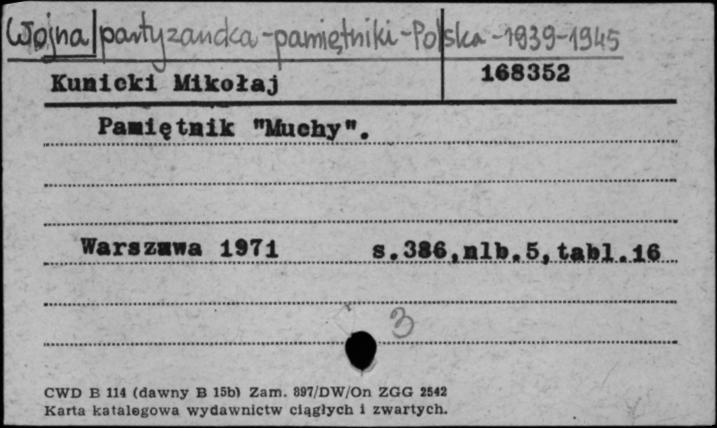 Wojna partyzancka - pamiętniki - Polska - 1939-1945
Kunicki Mikołaj 168352
Pamiętnik "Muchy".
Warszawa 1971 s.386,nlb.5,tabl.16
3
CWD B 114 (dawny B 15b) Zam. 897/DW/On ZGG 2542
Karta katalogowa wydawnictw ciągłych i zwartych.